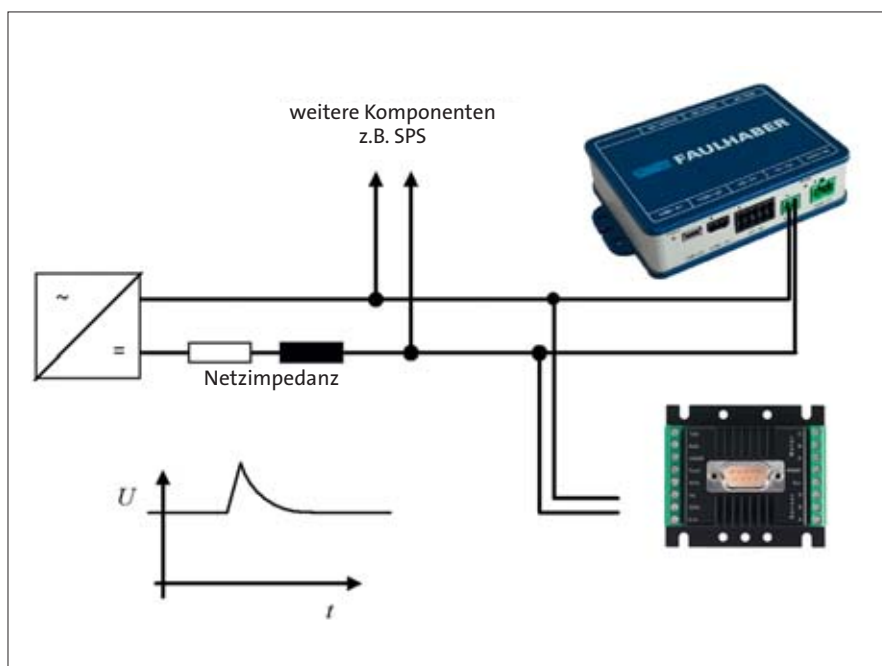 weitere Komponenten
z.B. SPS
FAULHABER
~
=
Netzimpedanz
U
t